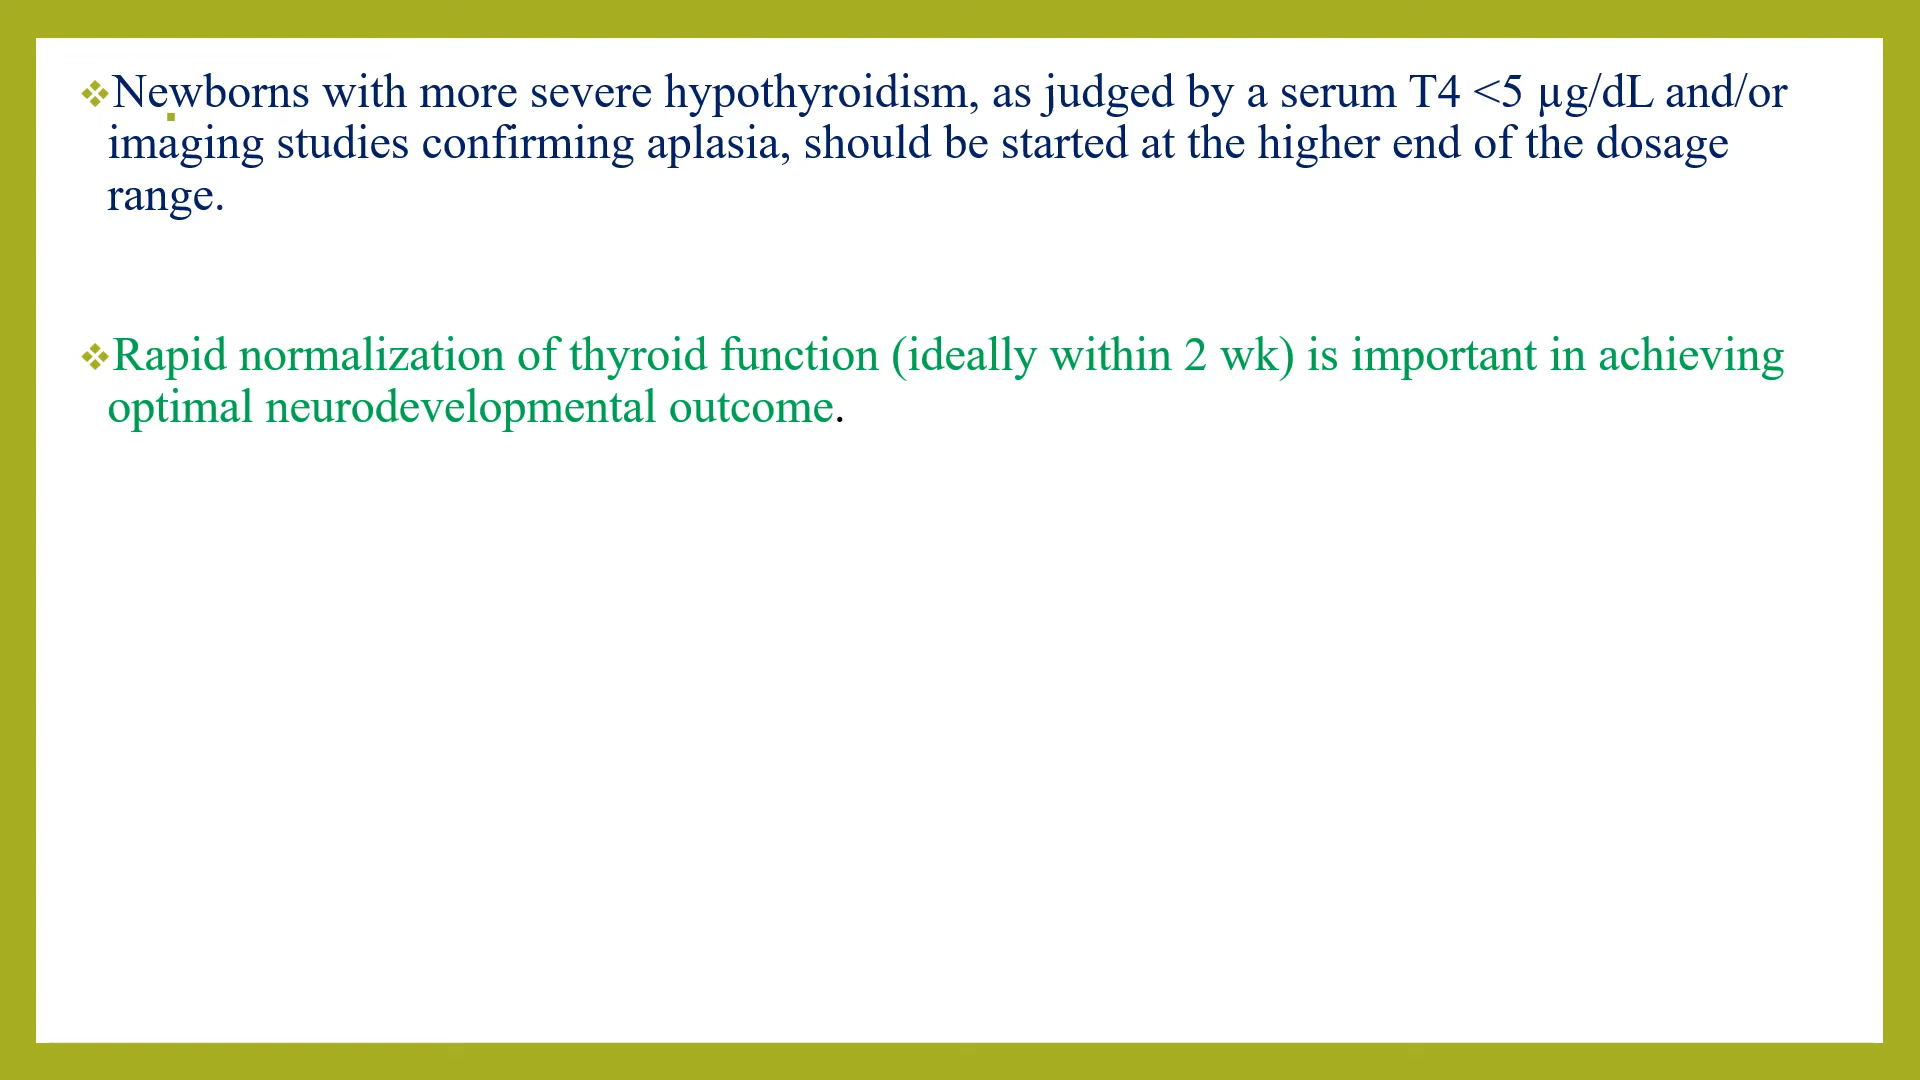 ❖Newborns with more severe hypothyroidism, as judged by a serum T4 <5 µg/dL and/or
imaging studies confirming aplasia, should be started at the higher end of the dosage
range.
❖Rapid normalization of thyroid function (ideally within 2 wk) is important in achieving
optimal neurodevelopmental outcome.